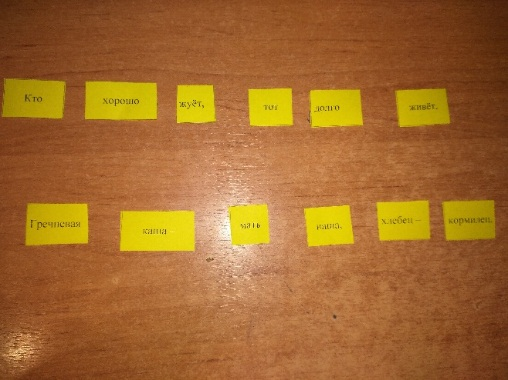 Кто хорошо жуёт, тот долго живёт.
Гречневая каша мать наша, хлебец – кормилец.